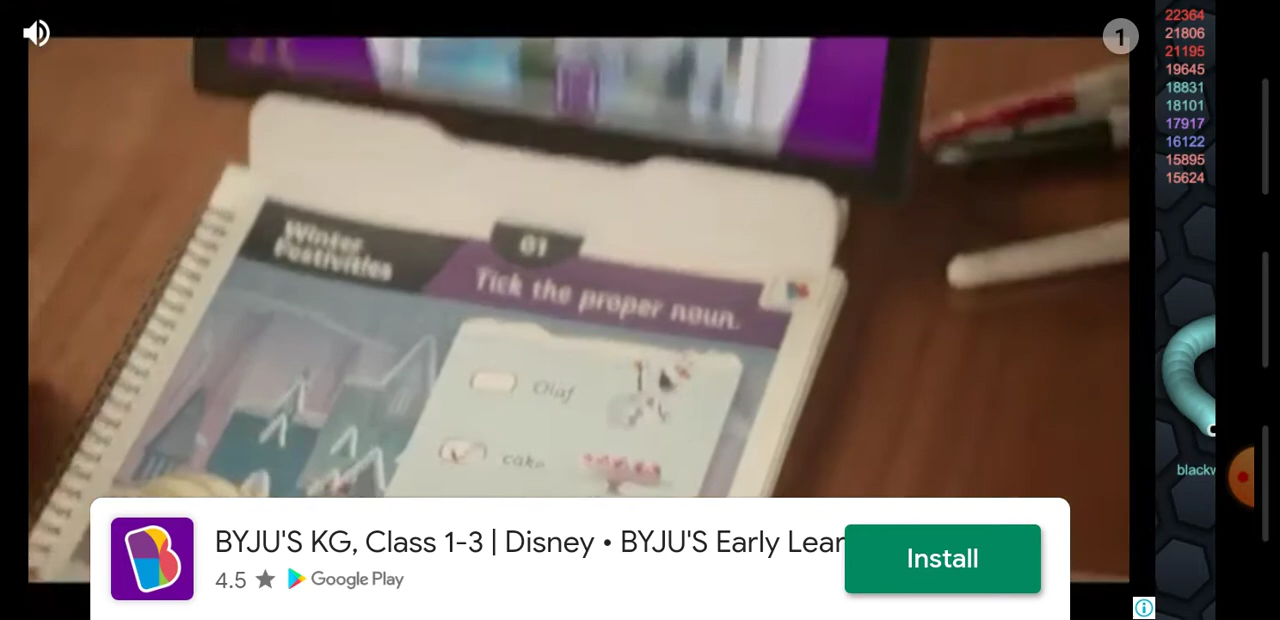 1
22364
21806
21195
19645
18831
18101
17917
16122
15895
15624
Winter
Festivities
01
Tick the proper noun.
Olaf
cake
BYJU'S KG, Class 1-3 | Disney • BYJU'S Early Lear
4.5 ★ Google Play
Install
blackw